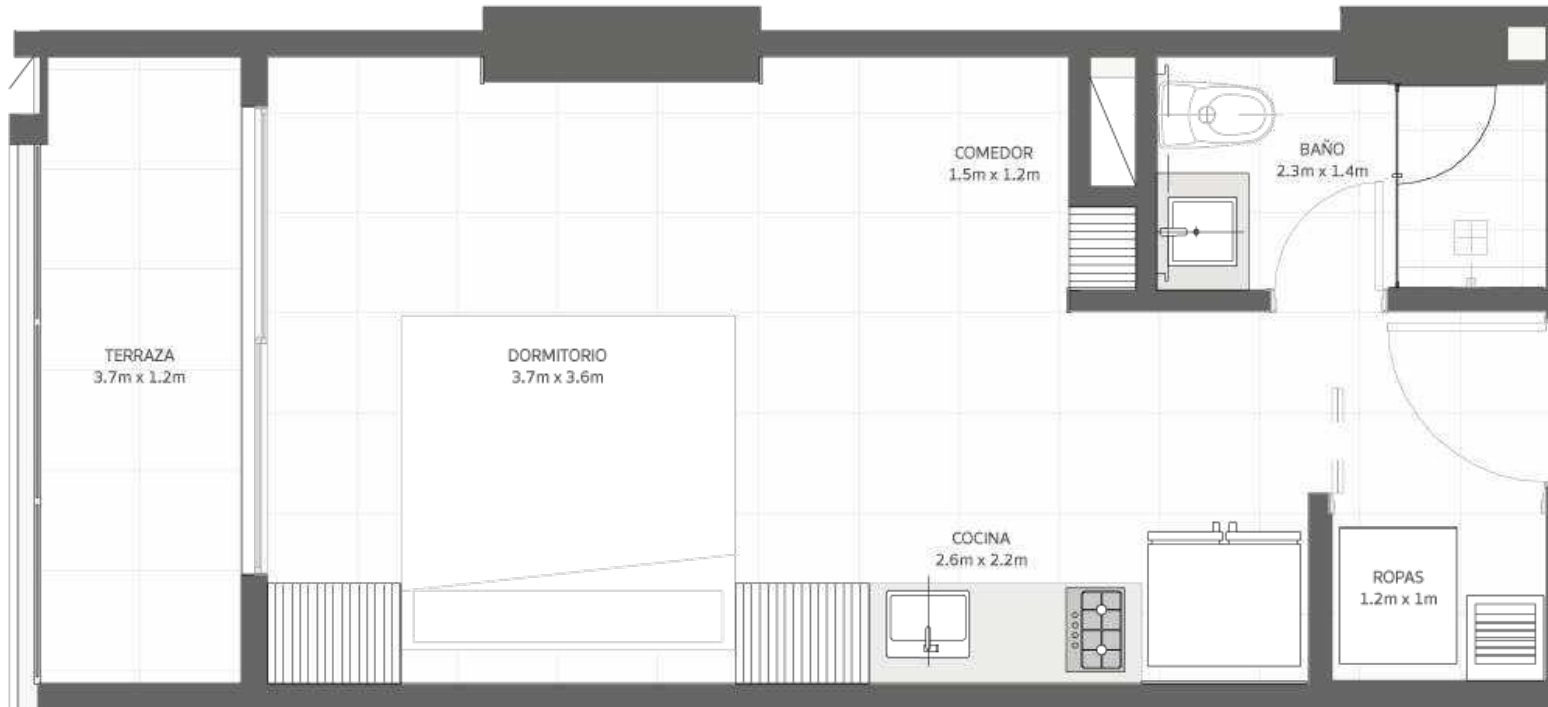 COMEDOR
1.5m x 1.2m
BAÑO
2.3m x 1.4m
TERRAZA
3.7m x 1.2m
DORMITORIO
3.7m x 3.6m
COCINA
2.6m x 2.2m
ROPAS
1.2m x 1m